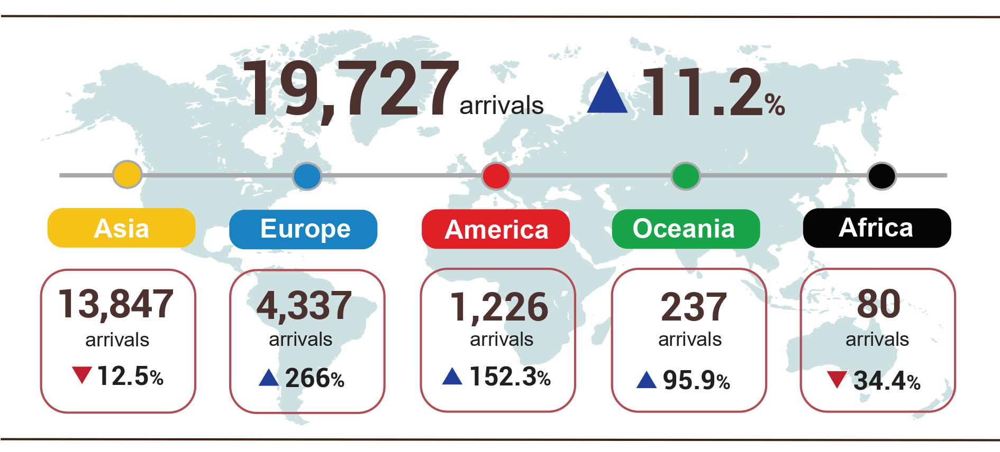 19,727 arrivals ▲ 11.2%
Asia
Europe
America
Oceania
Africa
13,847
arrivals
▼ 12.5%
4,337
arrivals
▲ 266%
1,226
arrivals
▲ 152.3%
237
arrivals
▲ 95.9%
80
arrivals
▼ 34.4%